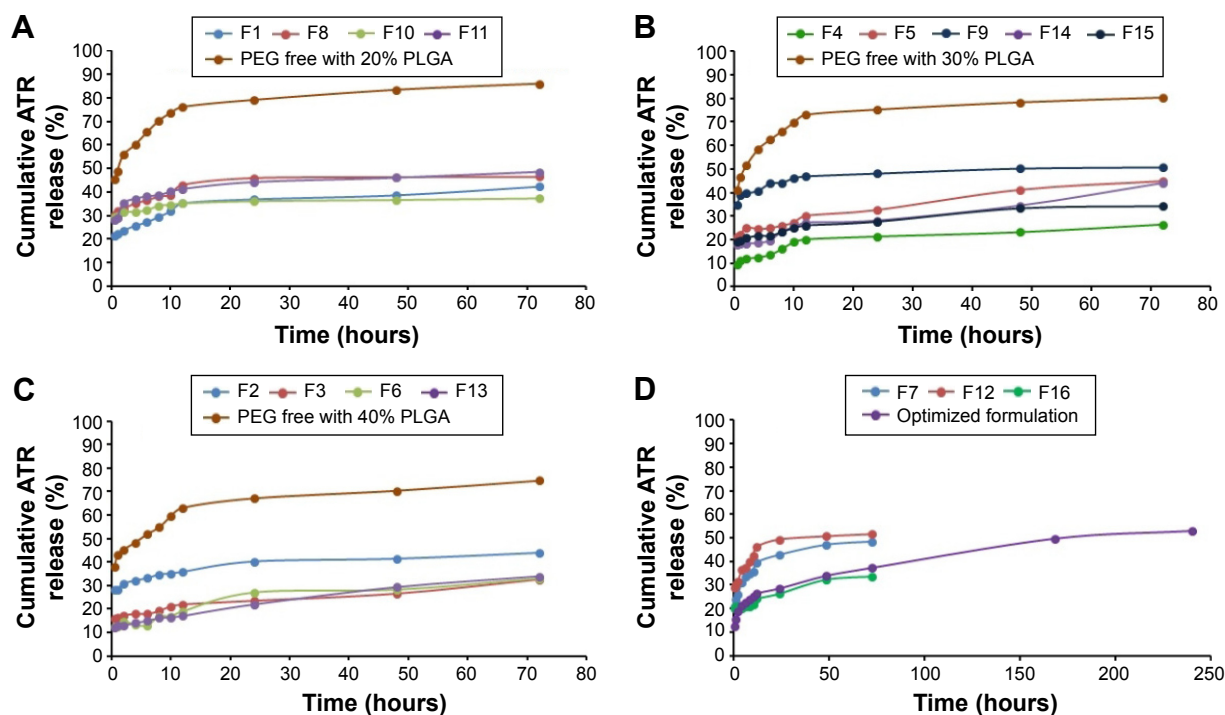 A
F1 F8 F10 F11
PEG free with 20% PLGA
Cumulative ATR
release (%)
100
90
80
70
60
50
40
30
20
10
0
0 10 20 30 40 50 60 70 80
Time (hours)
B
F4 F5 F9 F14 F15
PEG free with 30% PLGA
Cumulative ATR
release (%)
100
90
80
70
60
50
40
30
20
10
0
0 10 20 30 40 50 60 70 80
Time (hours)
C
F2 F3 F6 F13
PEG free with 40% PLGA
Cumulative ATR
release (%)
100
90
80
70
60
50
40
30
20
10
0
0 10 20 30 40 50 60 70 80
Time (hours)
D
F7 F12 F16
Optimized formulation
Cumulative ATR
release (%)
100
90
80
70
60
50
40
30
20
10
0
0 50 100 150 200 250
Time (hours)